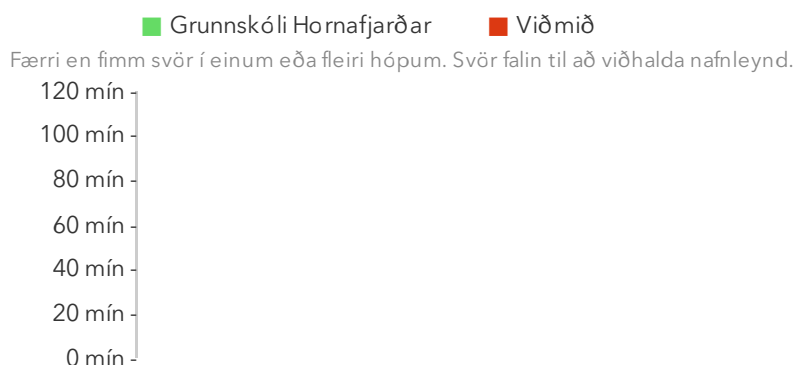 Grunnskóli Hornafjarðar Viðmið
Færri en fimm svör í einum eða fleiri hópum. Svör falin til að viðhalda nafnleynd.
120 mín
100 mín
80 mín
60 mín
40 mín
20 mín
0 mín